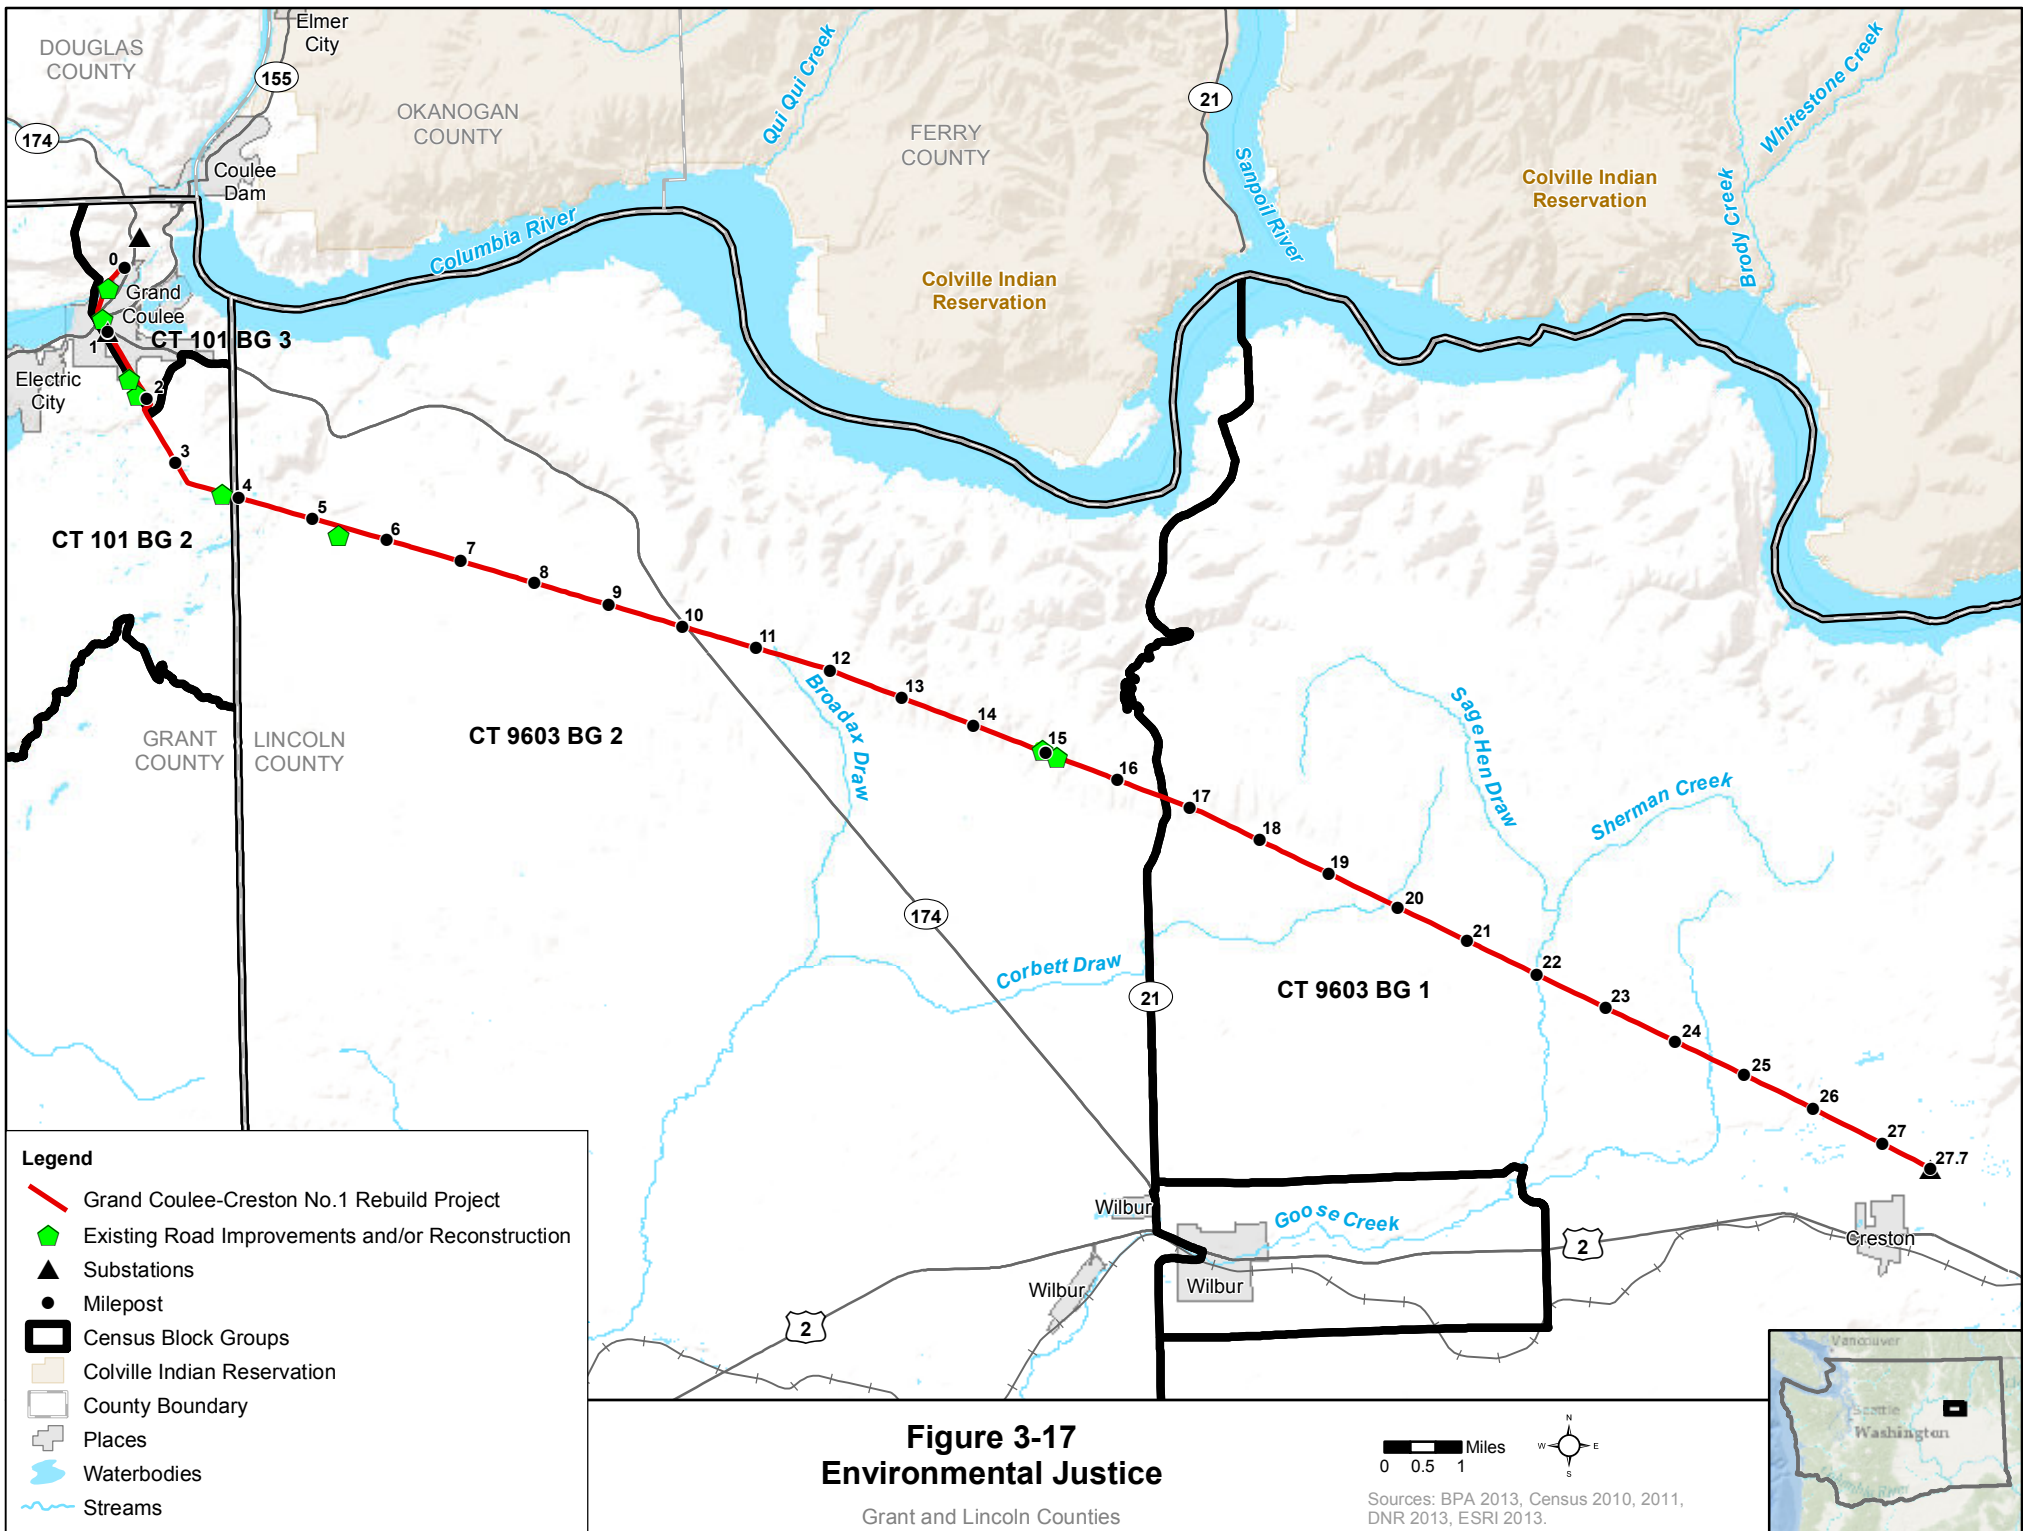 DOUGLAS
COUNTY
Elmer
City
155
174
OKANOGAN
COUNTY
Qui Qui Creek
FERRY
COUNTY
21
Sanpoil River
Whitestone Creek
Brody Creek
Colville Indian
Reservation
Coulee
Dam
Columbia River
Colville Indian
Reservation
0
Grand
Coulee
CT 101 BG 3
1
Electric
City
2
3
4
5
6
7
8
9
10
11
12
13
14
15
16
17
18
19
20
21
22
23
24
25
26
27
27.7
CT 101 BG 2
GRANT
COUNTY
LINCOLN
COUNTY
CT 9603 BG 2
Broadax Draw
174
Corbett Draw
21
Sage Hen Draw
Sherman Creek
CT 9603 BG 1
Wilbur
Goose Creek
Wilbur
Wilbur
2
2
Creston
Legend
Grand Coulee-Creston No.1 Rebuild Project
Existing Road Improvements and/or Reconstruction
Substations
Milepost
Census Block Groups
Colville Indian Reservation
County Boundary
Places
Waterbodies
Streams
Figure 3-17
Environmental Justice
Grant and Lincoln Counties
Miles
0 0.5 1
N
W E
S
Sources: BPA 2013, Census 2010, 2011,
DNR 2013, ESRI 2013.
Vancouver
Seattle
Washington